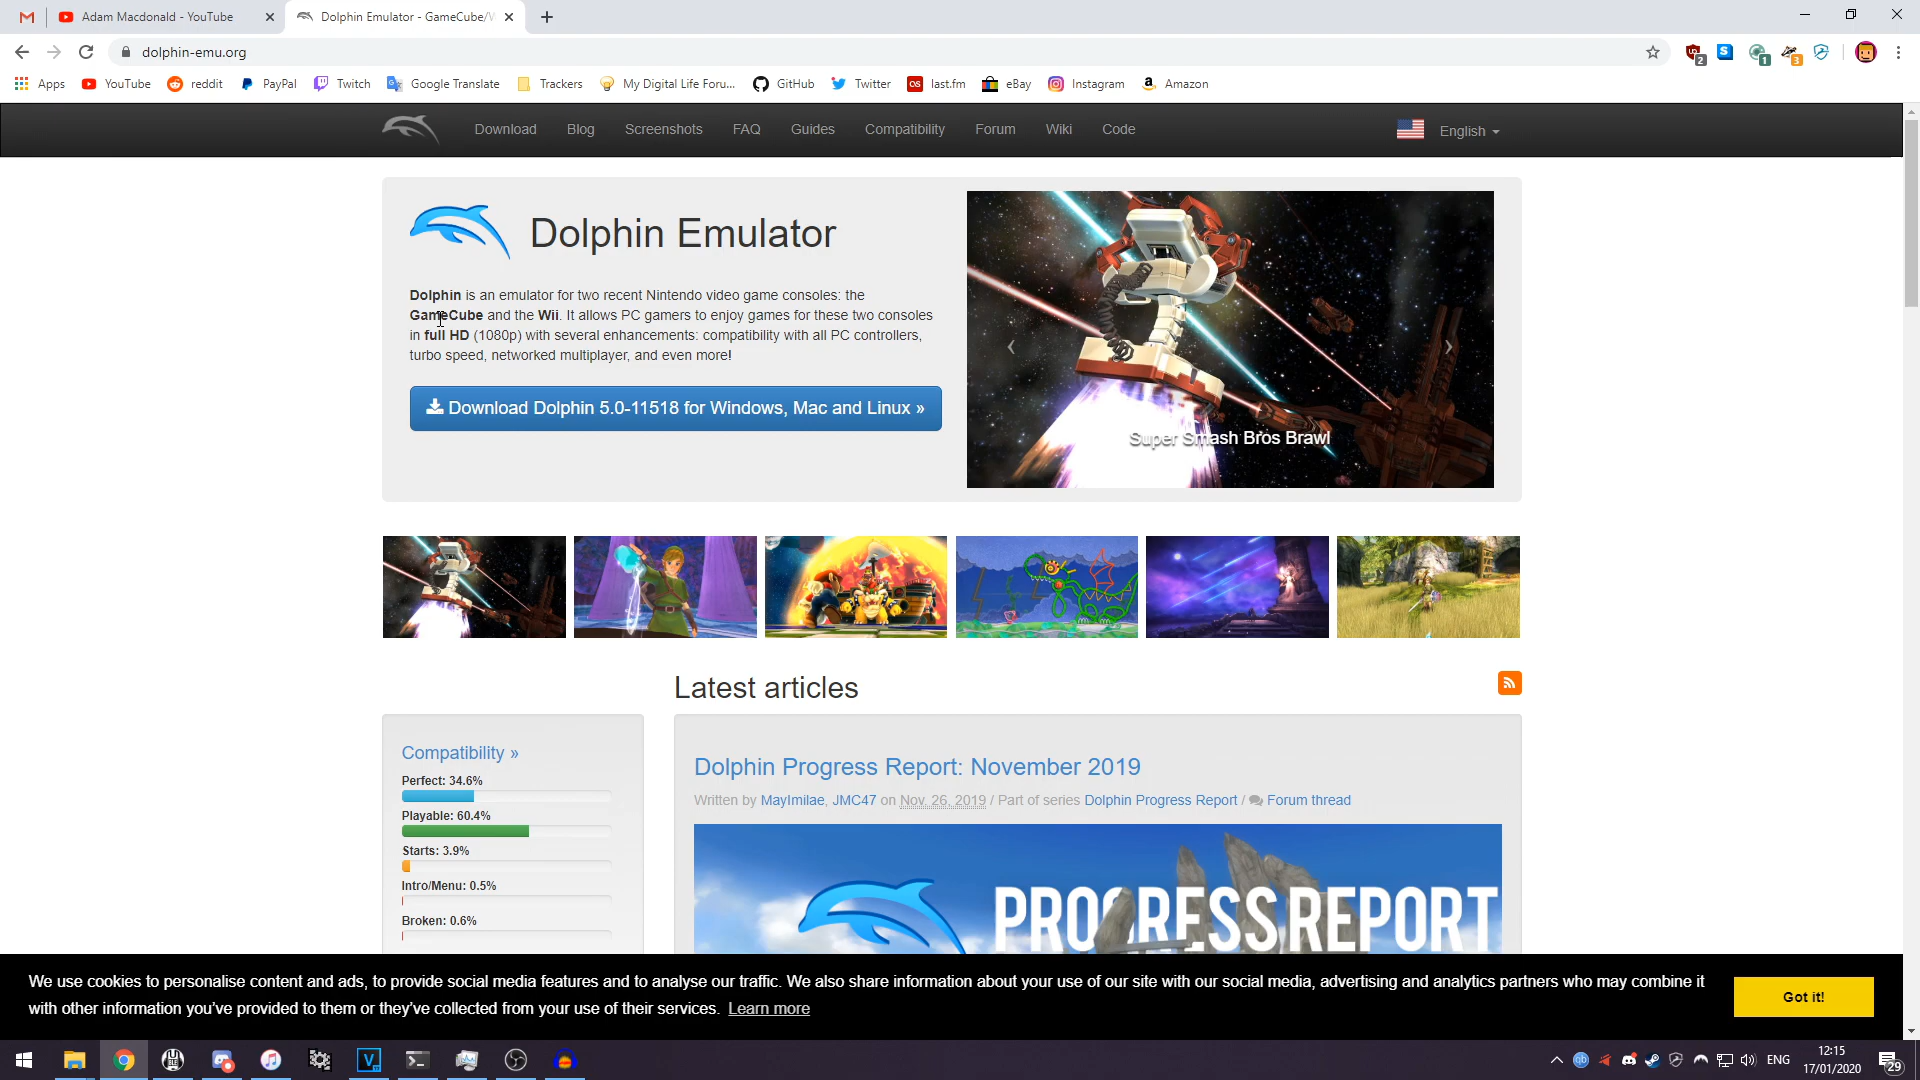 Adam Macdonald - YouTube
Dolphin Emulator - GameCube/W
dolphin-emu.org
2
1
3
Apps YouTube reddit PayPal Twitch Google Translate Trackers My Digital Life Foru... GitHub Twitter last.fm eBay Instagram Amazon
Download Blog Screenshots FAQ Guides Compatibility Forum Wiki Code English
Dolphin Emulator
Dolphin is an emulator for two recent Nintendo video game consoles: the
GameCube and the Wii. It allows PC gamers to enjoy games for these two consoles
in full HD (1080p) with several enhancements: compatibility with all PC controllers,
turbo speed, networked multiplayer, and even more!
Download Dolphin 5.0-11518 for Windows, Mac and Linux »
Super Smash Bros Brawl
Latest articles
Compatibility »
Perfect: 34.6%
Playable: 60.4%
Starts: 3.9%
Intro/Menu: 0.5%
Broken: 0.6%
Dolphin Progress Report: November 2019
Written by MayImilae, JMC47 on Nov. 26, 2019 / Part of series Dolphin Progress Report / Forum thread
PROGRESS REPORT
We use cookies to personalise content and ads, to provide social media features and to analyse our traffic. We also share information about your use of our site with our social media, advertising and analytics partners who may combine it
with other information you've provided to them or they've collected from your use of their services. Learn more
Got it!
ENG
12:15
17/01/2020
29